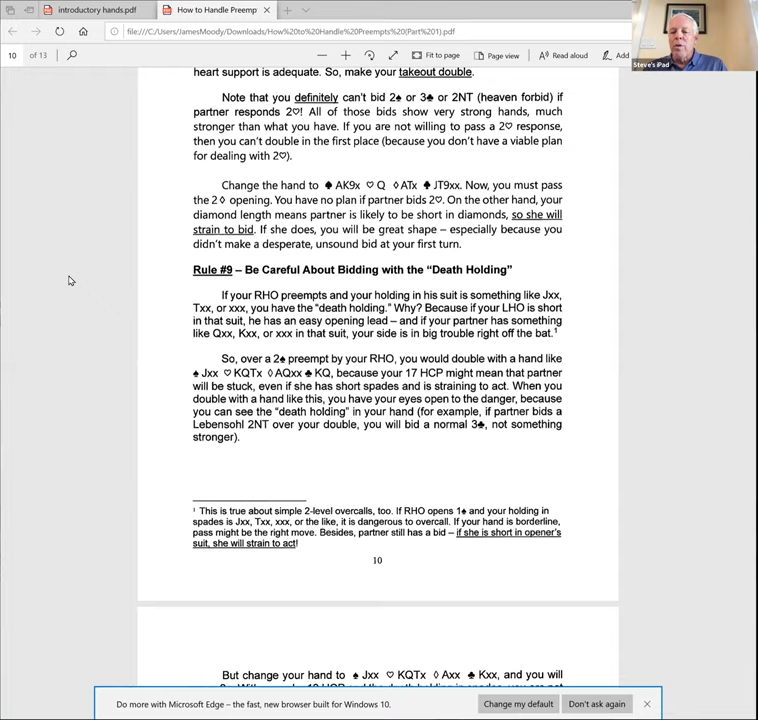 introductory hands.pdf
How to Handle Preempt
file:///C:/Users/JamesMoody/Downloads/How%20to%20Handle%20Preempts%20(Part%201).pdf
10 of 13
Fit to page
Page view
Read aloud
Add
Steve's iPad
heart support is adequate. So, make your takeout double.
Note that you definitely can't bid 2♠ or 3♣ or 2NT (heaven forbid) if
partner responds 2♡! All of those bids show very strong hands, much
stronger than what you have. If you are not willing to pass a 2♡ response,
then you can't double in the first place (because you don't have a viable plan
for dealing with 2♡).
Change the hand to ♠ AK9x ♡ Q ◊ ATx ♣ JT9xx. Now, you must pass
the 2◊ opening. You have no plan if partner bids 2♡. On the other hand, your
diamond length means partner is likely to be short in diamonds, so she will
strain to bid. If she does, you will be great shape – especially because you
didn't make a desperate, unsound bid at your first turn.
Rule #9 – Be Careful About Bidding with the “Death Holding”
If your RHO preempts and your holding in his suit is something like Jxx,
Txx, or xxx, you have the “death holding.” Why? Because if your LHO is short
in that suit, he has an easy opening lead – and if your partner has something
like Qxx, Kxx, or xxx in that suit, your side is in big trouble right off the bat.¹
So, over a 2♠ preempt by your RHO, you would double with a hand like
♠ Jxx ♡ KQTx ◊ AQxx ♣ KQ, because your 17 HCP might mean that partner
will be stuck, even if she has short spades and is straining to act. When you
double with a hand like this, you have your eyes open to the danger, because
you can see the “death holding” in your hand (for example, if partner bids a
Lebensohl 2NT over your double, you will bid a normal 3♣, not something
stronger).
¹ This is true about simple 2-level overcalls, too. If RHO opens 1♠ and your holding in
spades is Jxx, Txx, xxx, or the like, it is dangerous to overcall. If your hand is borderline,
pass might be the right move. Besides, partner still has a bid – if she is short in opener's
suit, she will strain to act!
10
But change your hand to ♠ Jxx ♡ KQTx ◊ Axx ♣ Kxx, and you will
Do more with Microsoft Edge – the fast, new browser built for Windows 10.
Change my default
Don't ask again